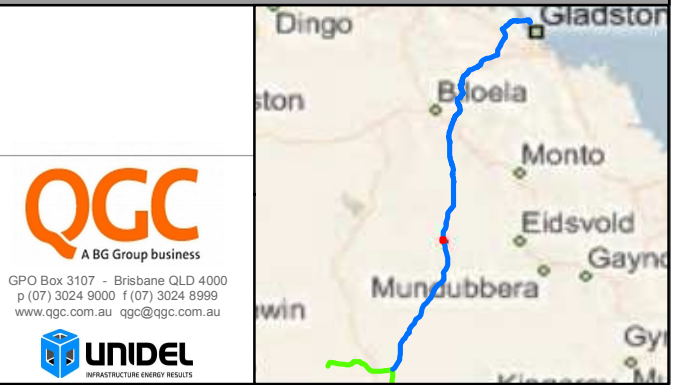 QGC
A BG Group business
GPO Box 3107 - Brisbane QLD 4000
p (07) 3024 9000 f (07) 3024 8999
www.qgc.com.au qgc@qgc.com.au
UNIDEL
INFRASTRUCTURE ENERGY RESULTS
Dingo
Gladston
ston
Biloela
Monto
Eidsvold
Gaynd
Mundubbera
win
Gy
Mu